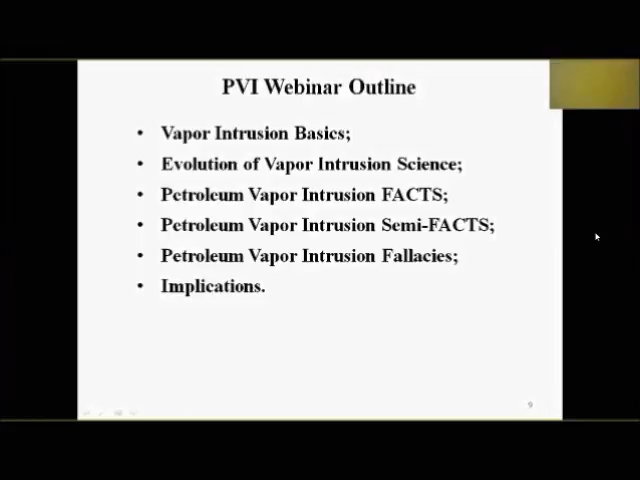 PVI Webinar Outline
• Vapor Intrusion Basics;
• Evolution of Vapor Intrusion Science;
• Petroleum Vapor Intrusion FACTS;
• Petroleum Vapor Intrusion Semi-FACTS;
• Petroleum Vapor Intrusion Fallacies;
• Implications.
9